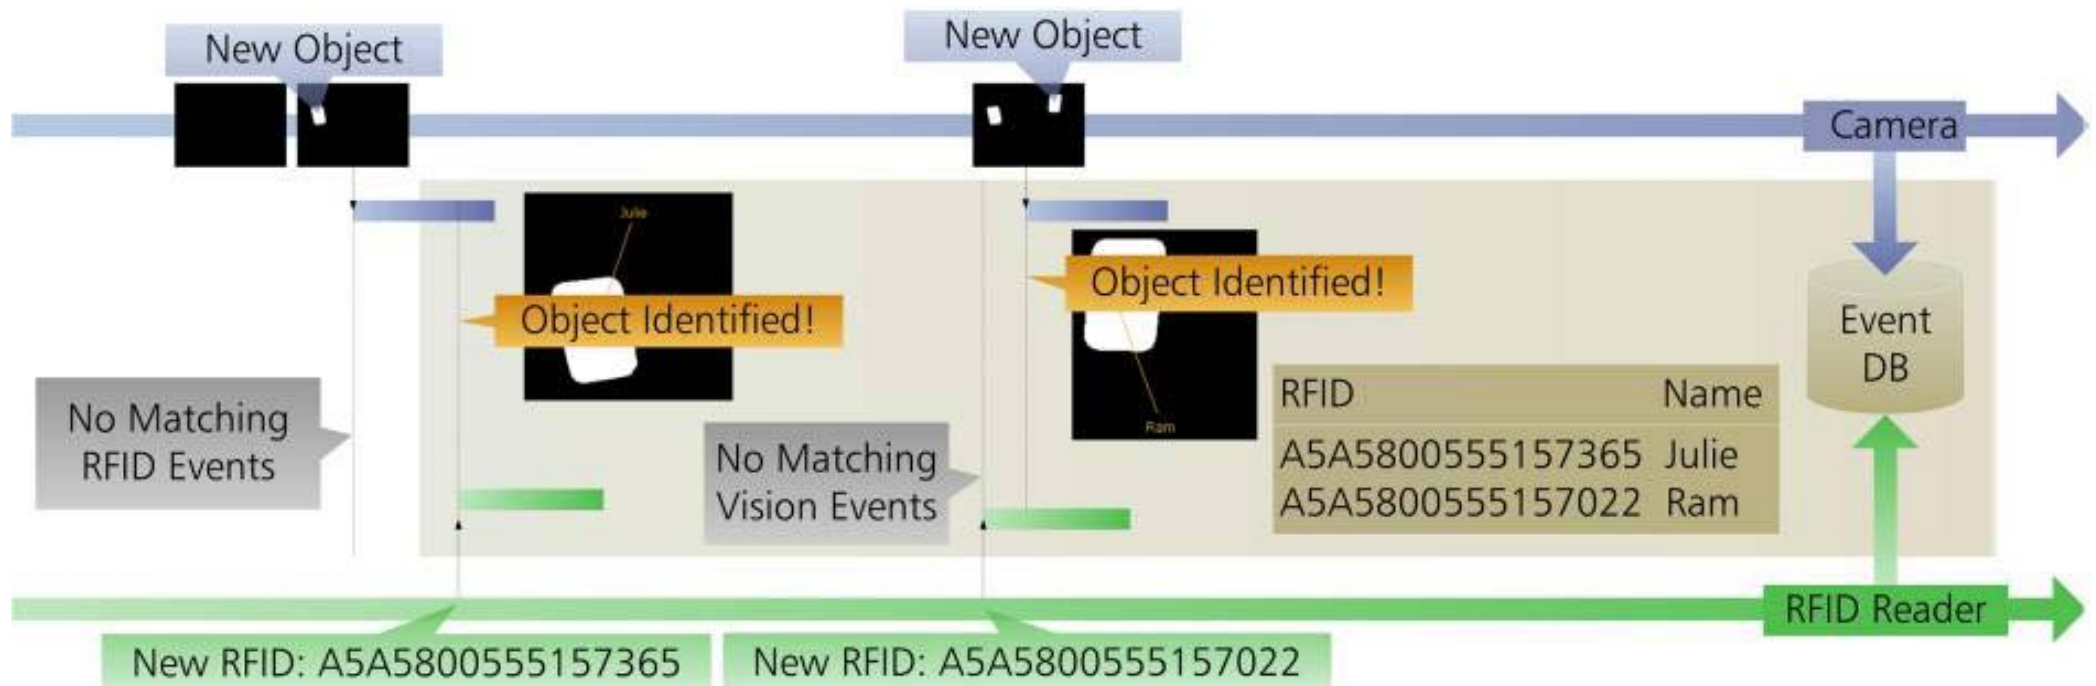 New Object
New Object
Camera
Julie
Object Identified!
Object Identified!
Event
DB
No Matching
RFID Events
Ram
No Matching
Vision Events
RFID Name
A5A5800555157365 Julie
A5A5800555157022 Ram
RFID Reader
New RFID: A5A5800555157365
New RFID: A5A5800555157022